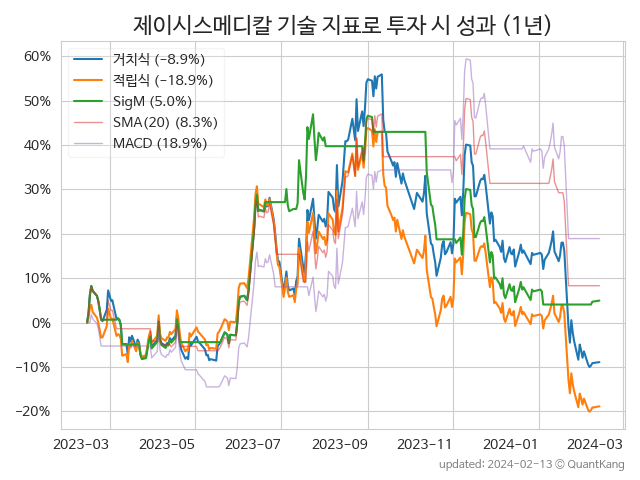 제이시스메디칼 기술 지표로 투자 시 성과 (1년)
거치식 (−8.9%)
적립식 (−18.9%)
SigM (5.0%)
SMA(20) (8.3%)
MACD (18.9%)
60%
50%
40%
30%
20%
10%
0%
−10%
−20%
2023-03 2023-05 2023-07 2023-09 2023-11 2024-01 2024-03
updated: 2024-02-13 © QuantKang